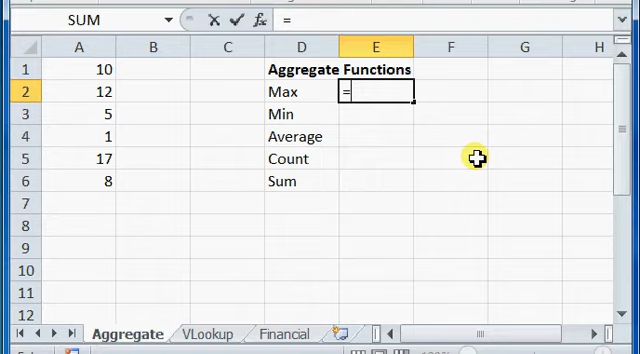 SUM fx =
A B C D E F G H
1 10 Aggregate Functions
2 12 Max =
3 5 Min
4 1 Average
5 17 Count
6 8 Sum
7
8
9
10
11
12
Aggregate VLookup Financial